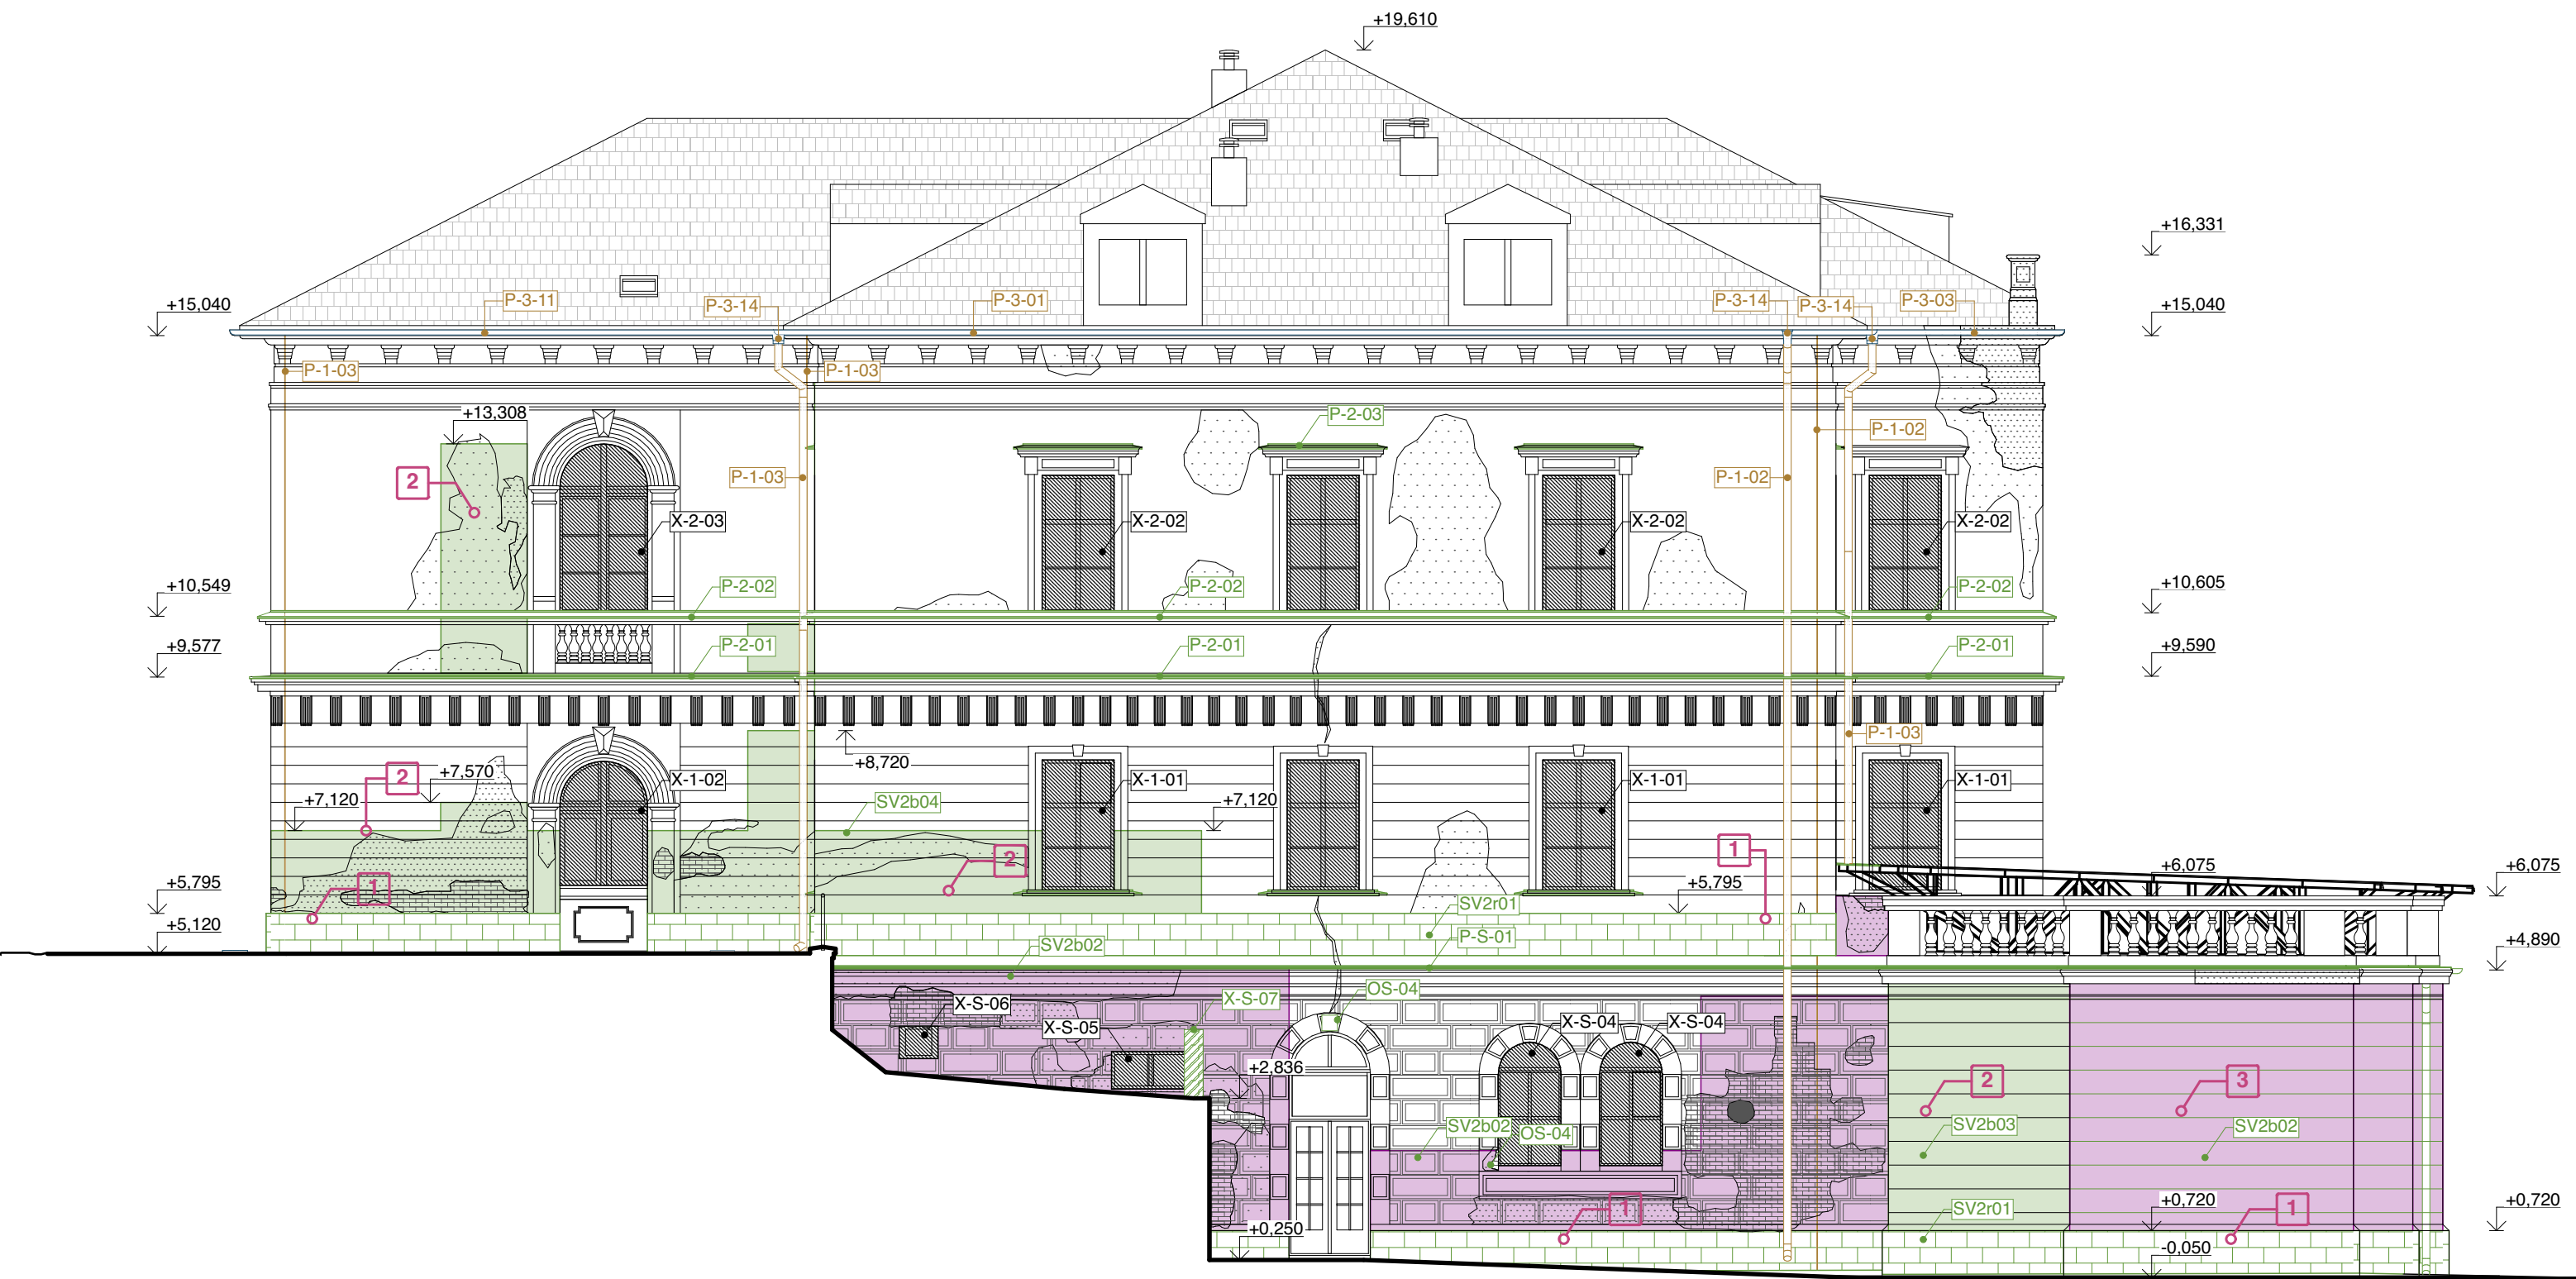 +19,610
+16,331
+15,040
P-3-11
P-3-14
P-3-01
P-3-14
P-3-14
P-3-03
+15,040
P-1-03
P-1-03
+13,308
P-2-03
P-1-02
2
P-1-03
P-1-02
X-2-03
X-2-02
X-2-02
X-2-02
+10,549
P-2-02
P-2-02
P-2-02
+10,605
+9,577
P-2-01
P-2-01
P-2-01
+9,590
P-1-03
+8,720
2
+7,570
X-1-02
X-1-01
X-1-01
X-1-01
+7,120
SV2b04
+7,120
1
2
+5,795
1
+5,795
+6,075
+6,075
SV2r01
+5,120
SV2b02
P-S-01
+4,890
X-S-06
X-S-07
OS-04
X-S-05
X-S-04
X-S-04
+2,836
2
3
SV2b02
OS-04
SV2b03
SV2b02
1
+0,720
1
+0,720
SV2r01
+0,250
-0,050